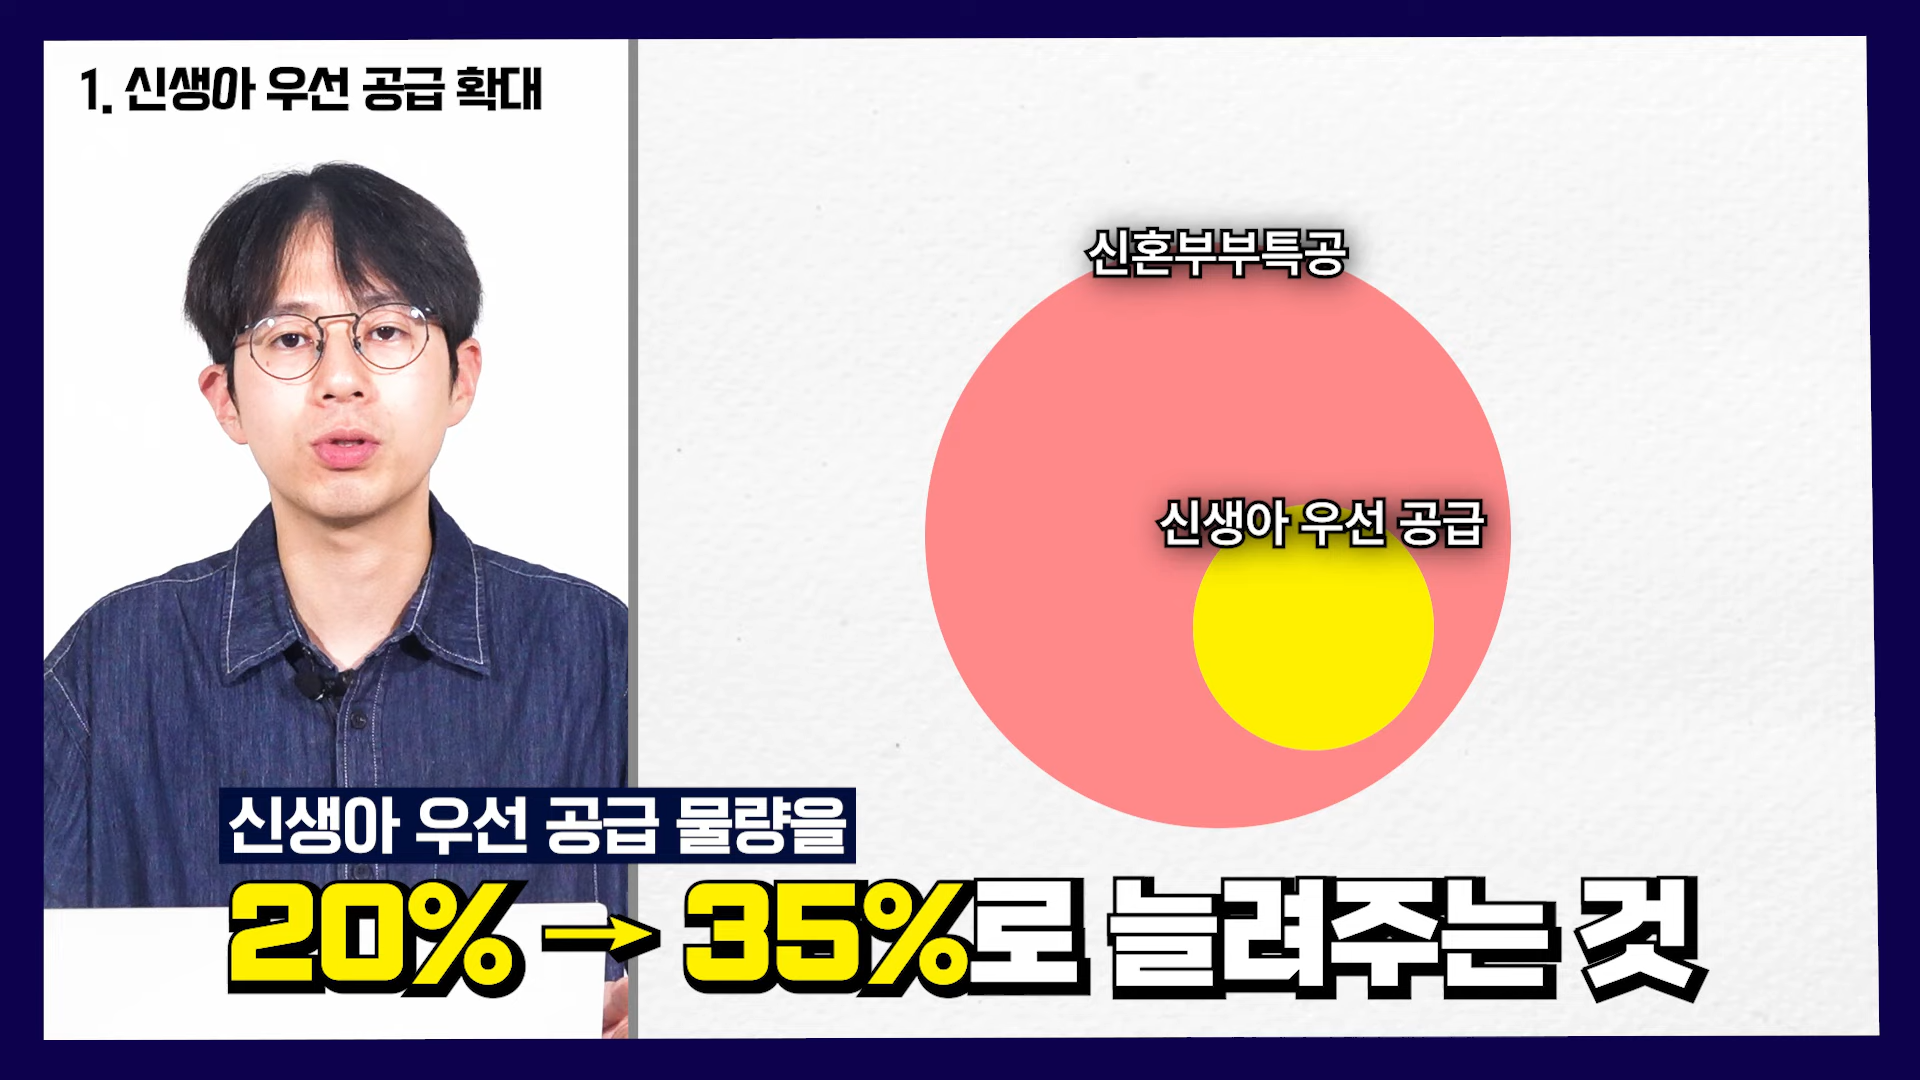 1. 신생아 우선 공급 확대
신혼부부특공
신생아 우선 공급
신생아 우선 공급 물량을
20% → 35%로 늘려주는 것